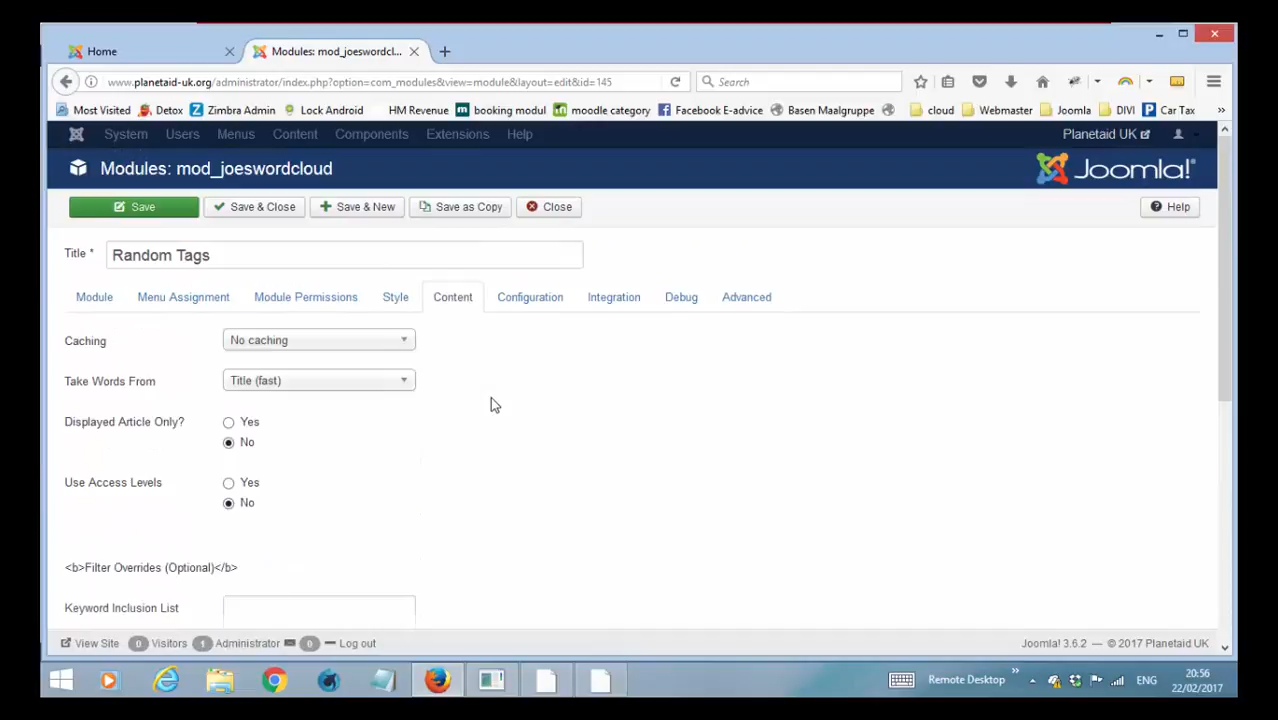 Home
Modules: mod_joeswordcl...
www.planetaid-uk.org/administrator/index.php?option=com_modules&view=module&layout=edit&id=145
Search
Most Visited Detox Zimbra Admin Lock Android HM Revenue booking modul moodle category Facebook E-advice Basen Maalgruppe cloud Webmaster Joomla DIVI Car Tax »
System Users Menus Content Components Extensions Help Planetaid UK
Modules: mod_joeswordcloud Joomla!®
Save Save & Close Save & New Save as Copy Close Help
Title * Random Tags
Module Menu Assignment Module Permissions Style Content Configuration Integration Debug Advanced
Caching No caching
Take Words From Title (fast)
Displayed Article Only? Yes
No
Use Access Levels Yes
No
<b>Filter Overrides (Optional)</b>
Keyword Inclusion List
View Site 0 Visitors 1 Administrator 0 Log out Joomla! 3.6.2 — © 2017 Planetaid UK
Remote Desktop » ENG 20:56
22/02/2017